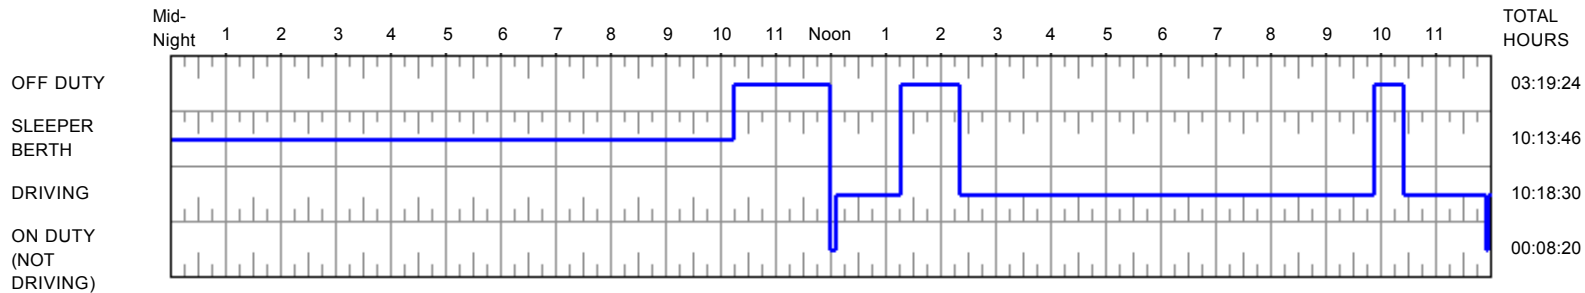 Mid-
Night 1 2 3 4 5 6 7 8 9 10 11 Noon 1 2 3 4 5 6 7 8 9 10 11
TOTAL
HOURS
OFF DUTY 03:19:24
SLEEPER
BERTH 10:13:46
DRIVING 10:18:30
ON DUTY
(NOT
DRIVING) 00:08:20